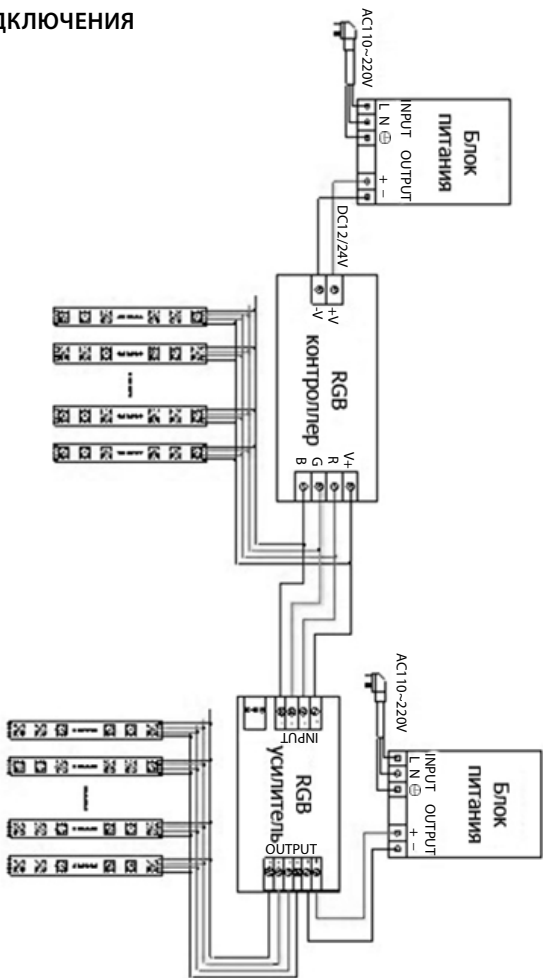 ДКЛЮЧЕНИЯ
AC110~220V
Блок
питания
INPUT OUTPUT
L N + −
DC12/24V
+V
-V
RGB
контроллер
V+
R
G
B
AC110~220V
Блок
питания
INPUT OUTPUT
L N + −
INPUT
RGB
усилитель
OUTPUT